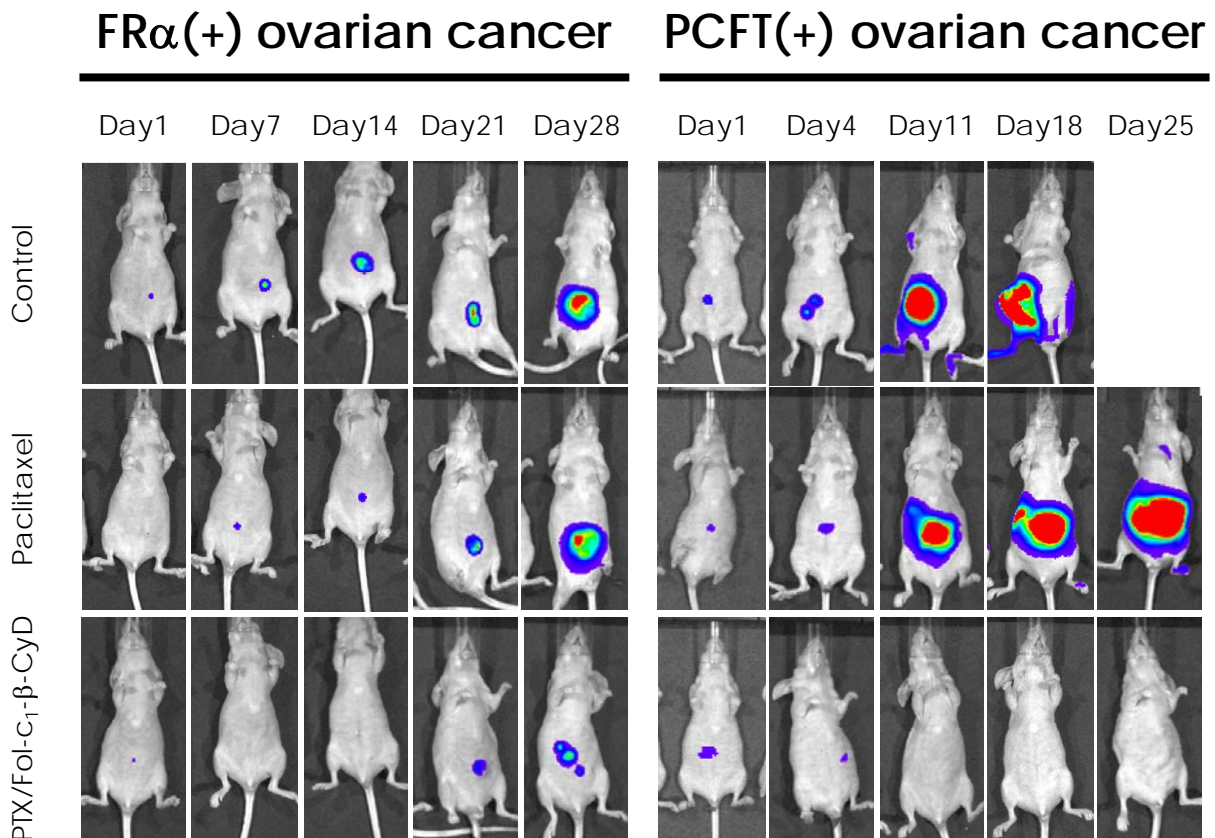 FRα(+) ovarian cancer PCFT(+) ovarian cancer
Day1 Day7 Day14 Day21 Day28 Day1 Day4 Day11 Day18 Day25
Control
Paclitaxel
PTX/Fol-c₁-β-CyD